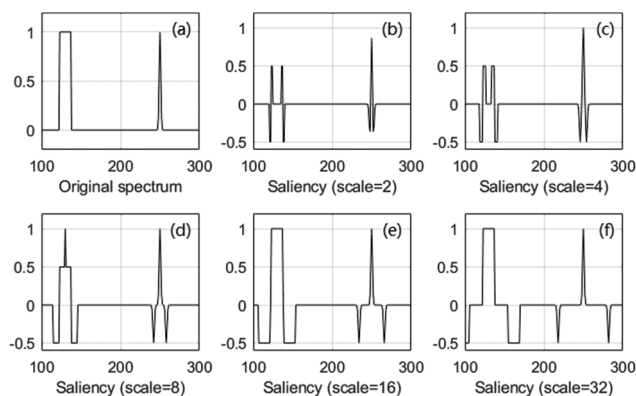 (a) (b) (c)
1 1 1
0.5 0.5 0.5
0 0 0
-0.5 -0.5
100 200 300 100 200 300 100 200 300
Original spectrum Saliency (scale=2) Saliency (scale=4)
(d) (e) (f)
1 1 1
0.5 0.5 0.5
0 0 0
-0.5 -0.5 -0.5
100 200 300 100 200 300 100 200 300
Saliency (scale=8) Saliency (scale=16) Saliency (scale=32)